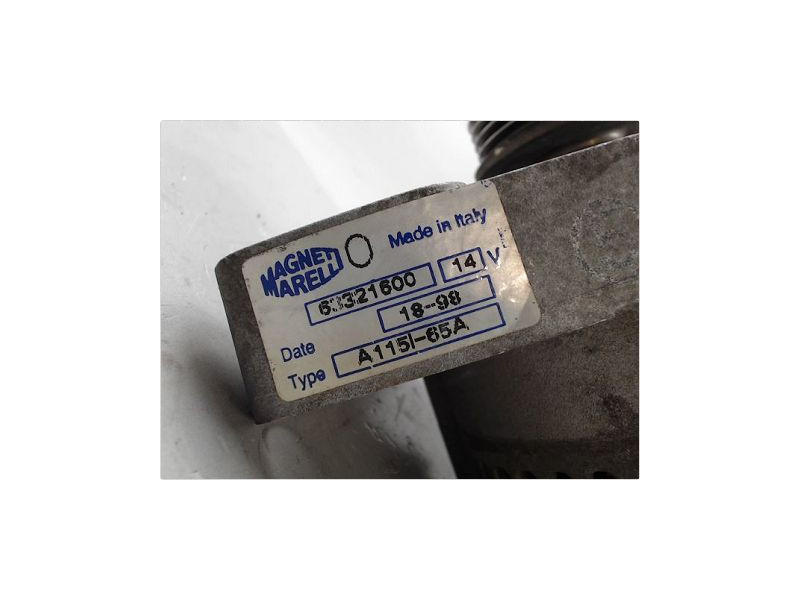 MAGNETI
MARELLI
O
Made in Italy
63321600
14 V
Date 18-98
Type A115I-65A